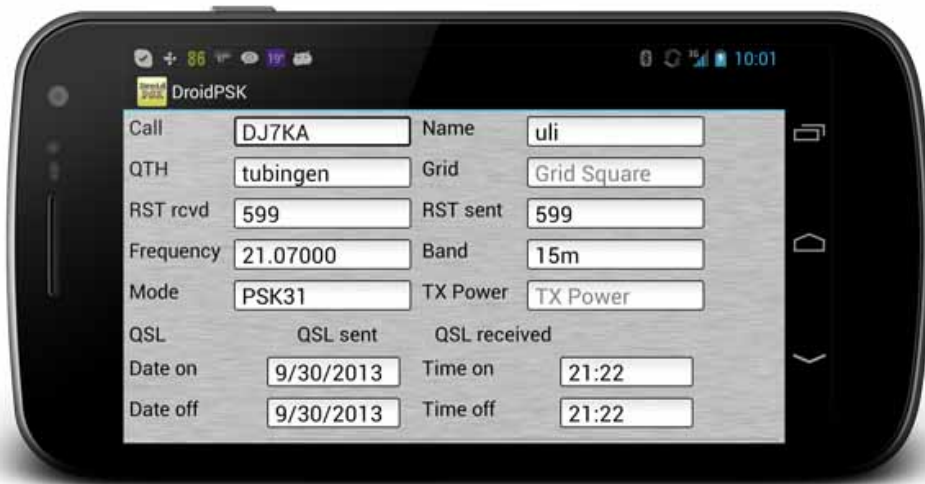 86 19° 3G 10:01
DroidPSK
Call DJ7KA Name uli
QTH tubingen Grid Grid Square
RST rcvd 599 RST sent 599
Frequency 21.07000 Band 15m
Mode PSK31 TX Power TX Power
QSL QSL sent QSL received
Date on 9/30/2013 Time on 21:22
Date off 9/30/2013 Time off 21:22